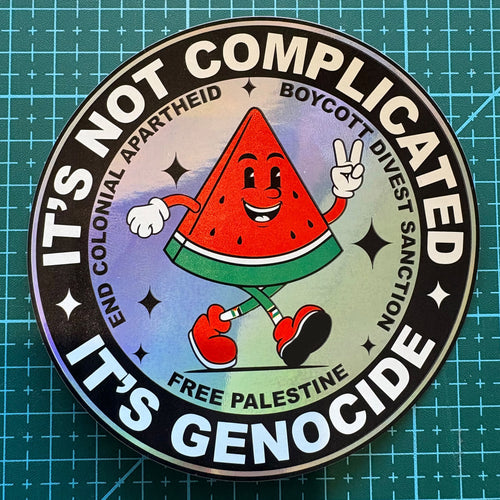 IT'S NOT COMPLICATED
END COLONIAL APARTHEID
BOYCOTT DIVEST SANCTION
FREE PALESTINE
IT'S GENOCIDE